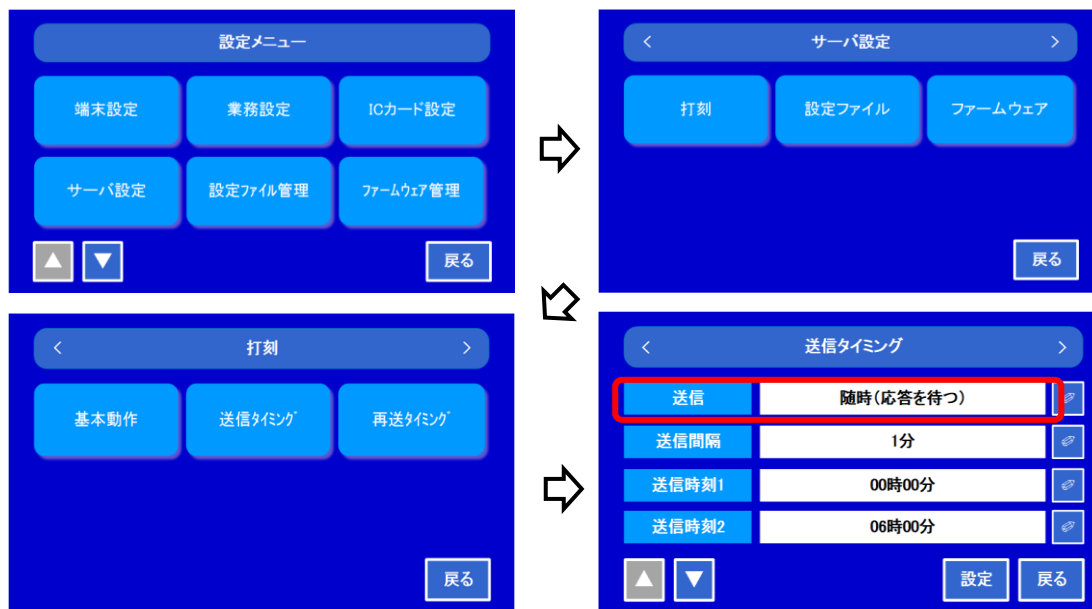 設定メニュー
端末設定
業務設定
ICカード設定
サーバ設定
設定ファイル管理
ファームウェア管理
戻る
< サーバ設定 >
打刻
設定ファイル
ファームウェア
戻る
< 打刻 >
基本動作
送信タイミング
再送タイミング
戻る
< 送信タイミング >
送信 随時(応答を待つ)
送信間隔 1分
送信時刻1 00時00分
送信時刻2 06時00分
設定
戻る